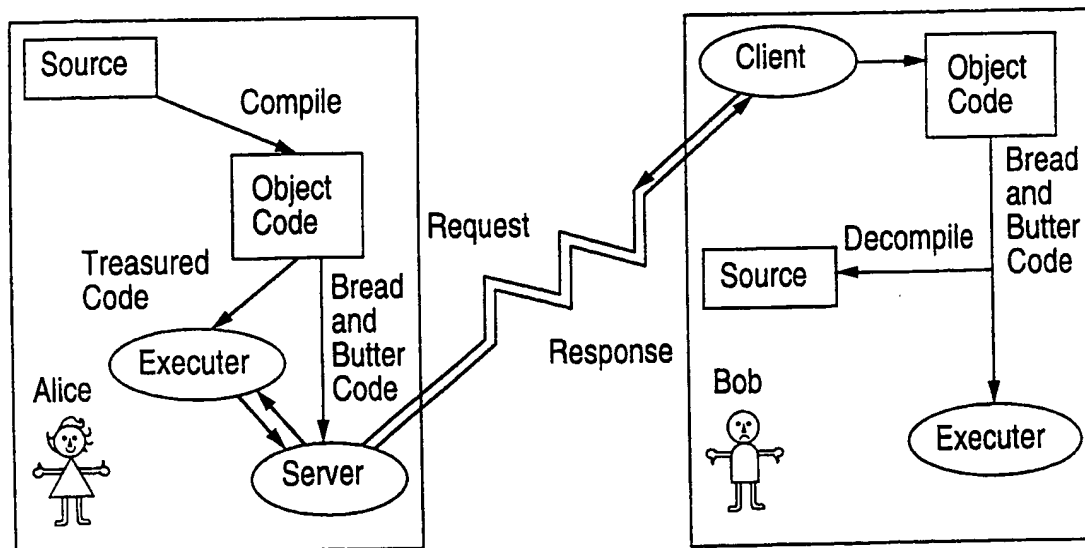 Source
Compile
Object
Code
Treasured
Code
Bread
and
Butter
Code
Executer
Alice
Server
Request
Response
Client
Object
Code
Bread
and
Butter
Code
Decompile
Source
Bob
Executer